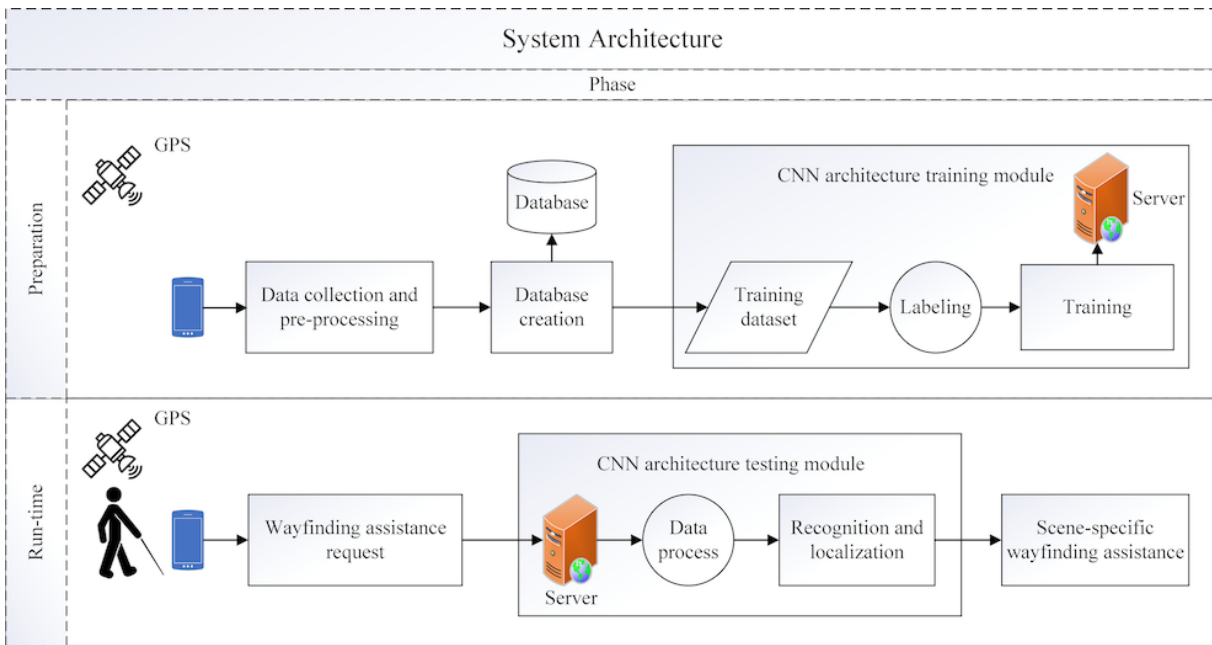 System Architecture
Phase
Preparation
GPS
Database
CNN architecture training module
Server
Data collection and
pre-processing
Database
creation
Training
dataset
Labeling
Training
Run-time
GPS
CNN architecture testing module
Wayfinding assistance
request
Server
Data
process
Recognition and
localization
Scene-specific
wayfinding assistance